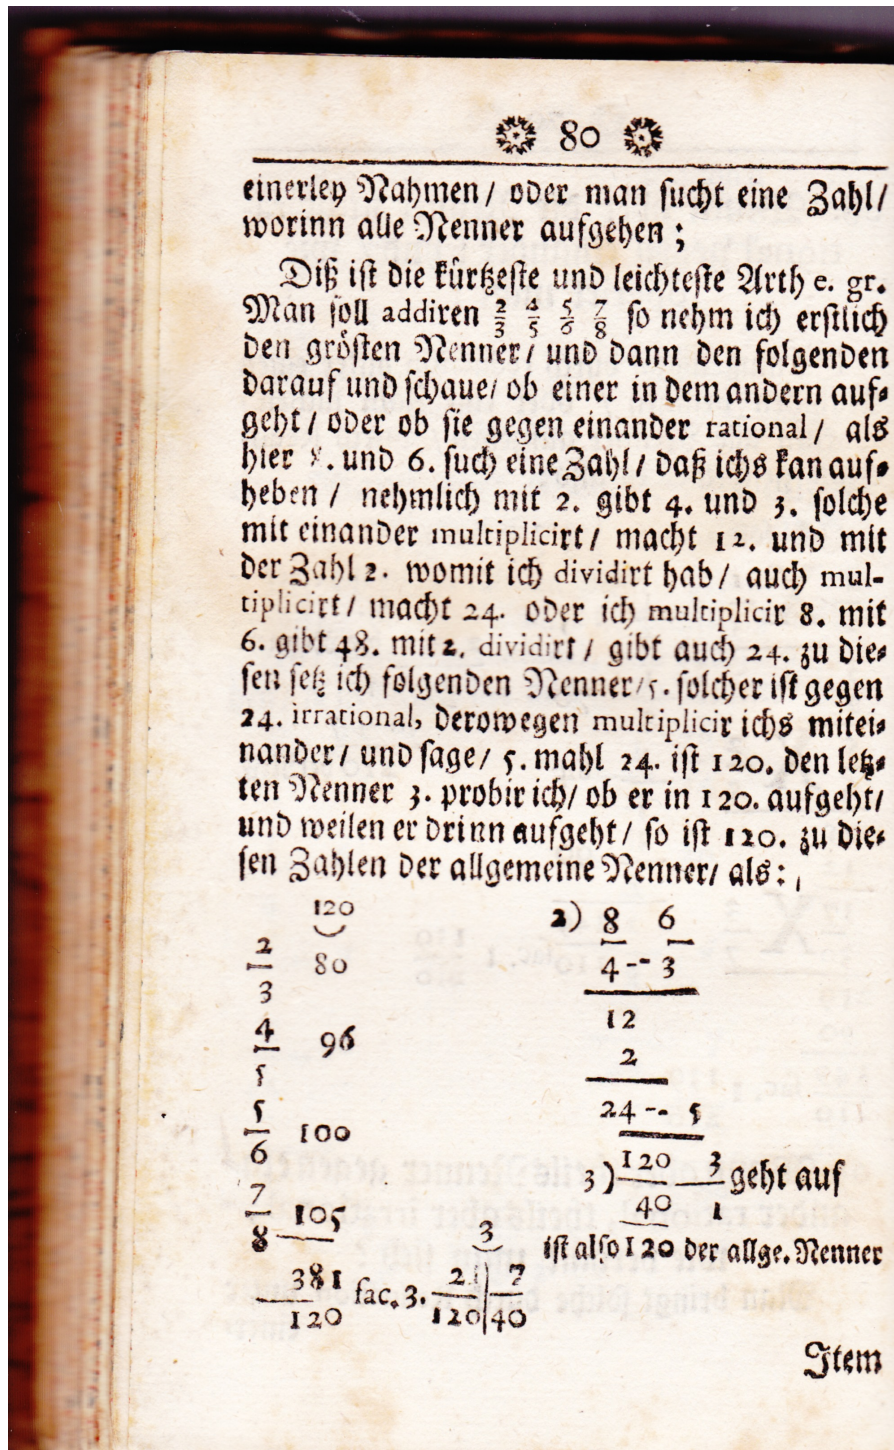 80
einerley Nahmen / oder man sucht eine Zahl /
worinn alle Nenner aufgehen ;
Diß ist die kürtzeste und leichteste Arth e. gr.
Man soll addiren 2/3 4/5 5/6 7/8 so nehm ich erstlich
den grösten Nenner / und dann den folgenden
darauf und schaue / ob einer in dem andern auf-
geht / oder ob sie gegen einander rational / als
hier 8. und 6. such eine Zahl / daß ichs kan auf-
heben / nehmlich mit 2. gibt 4. und 3. solche
mit einander multiplicirt / macht 12. und mit
der Zahl 2. womit ich dividirt hab / auch mul-
tiplicirt / macht 24. oder ich multiplicir 8. mit
6. gibt 48. mit 2. dividirt / gibt auch 24. zu die-
sen setz ich folgenden Nenner / 5. solcher ist gegen
24. irrational, derowegen multiplicir ichs mitei-
nander / und sage / 5. mahl 24. ist 120. den letz-
ten Nenner 3. probir ich / ob er in 120. aufgeht /
und weilen er drinn aufgeht / so ist 120. zu die-
sen Zahlen der allgemeine Nenner / als :
120
2/3 80
4/5 96
5/6 100
7/8 105
381/120 fac. 3. 21/120 | 7/40
3
2) 8 6
4 -- 3
12
2
24 -- 5
3) 120 3 geht auf
40 1
ist also 120 der allge. Nenner
Item